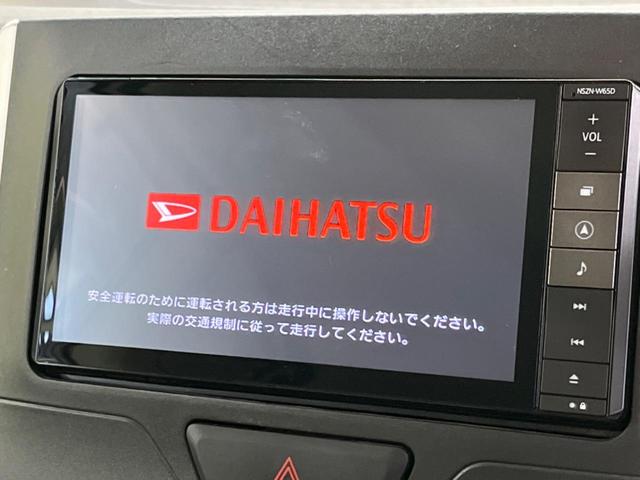 NSZN-W65D
VOL
DAIHATSU
安全運転のために運転される方は走行中に操作しないでください。
実際の交通規制に従って走行してください。